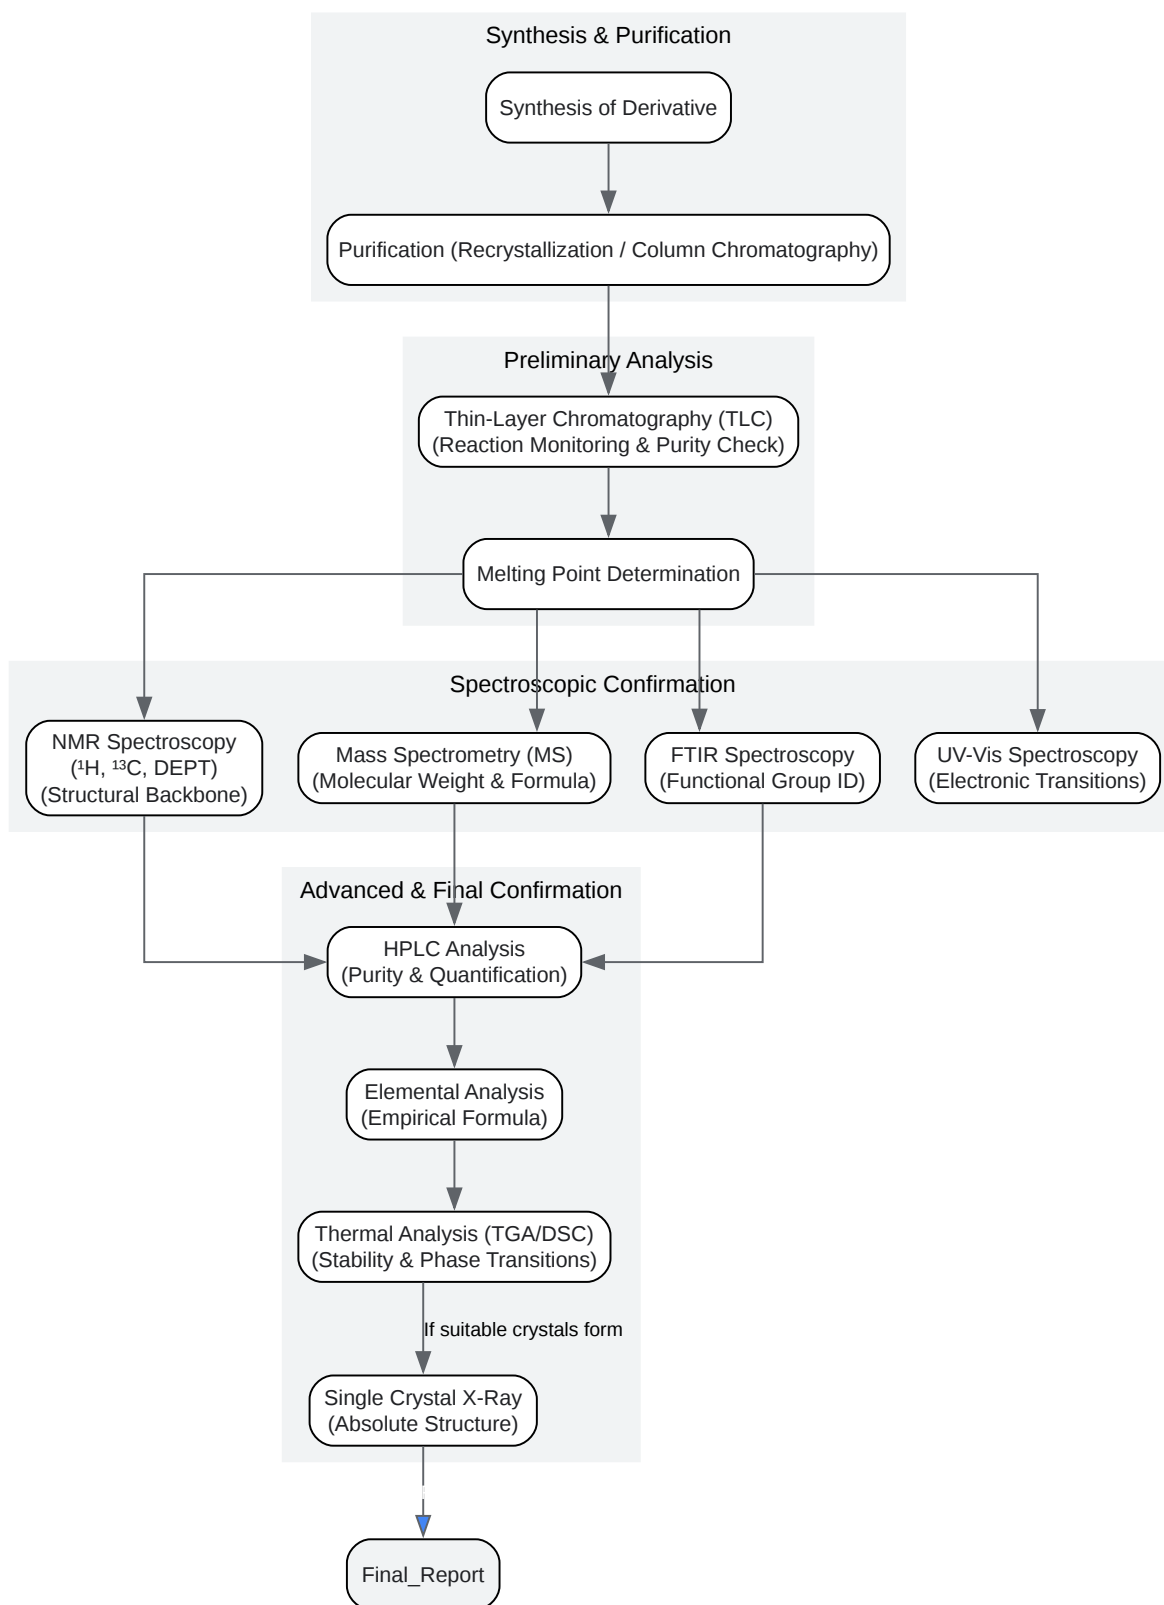 Synthesis & Purification
Synthesis of Derivative
Purification (Recrystallization / Column Chromatography)
Preliminary Analysis
Thin-Layer Chromatography (TLC)
(Reaction Monitoring & Purity Check)
Melting Point Determination
Spectroscopic Confirmation
NMR Spectroscopy
(¹H, ¹³C, DEPT)
(Structural Backbone)
Mass Spectrometry (MS)
(Molecular Weight & Formula)
FTIR Spectroscopy
(Functional Group ID)
UV-Vis Spectroscopy
(Electronic Transitions)
Advanced & Final Confirmation
HPLC Analysis
(Purity & Quantification)
Elemental Analysis
(Empirical Formula)
Thermal Analysis (TGA/DSC)
(Stability & Phase Transitions)
If suitable crystals form
Single Crystal X-Ray
(Absolute Structure)
Final_Report